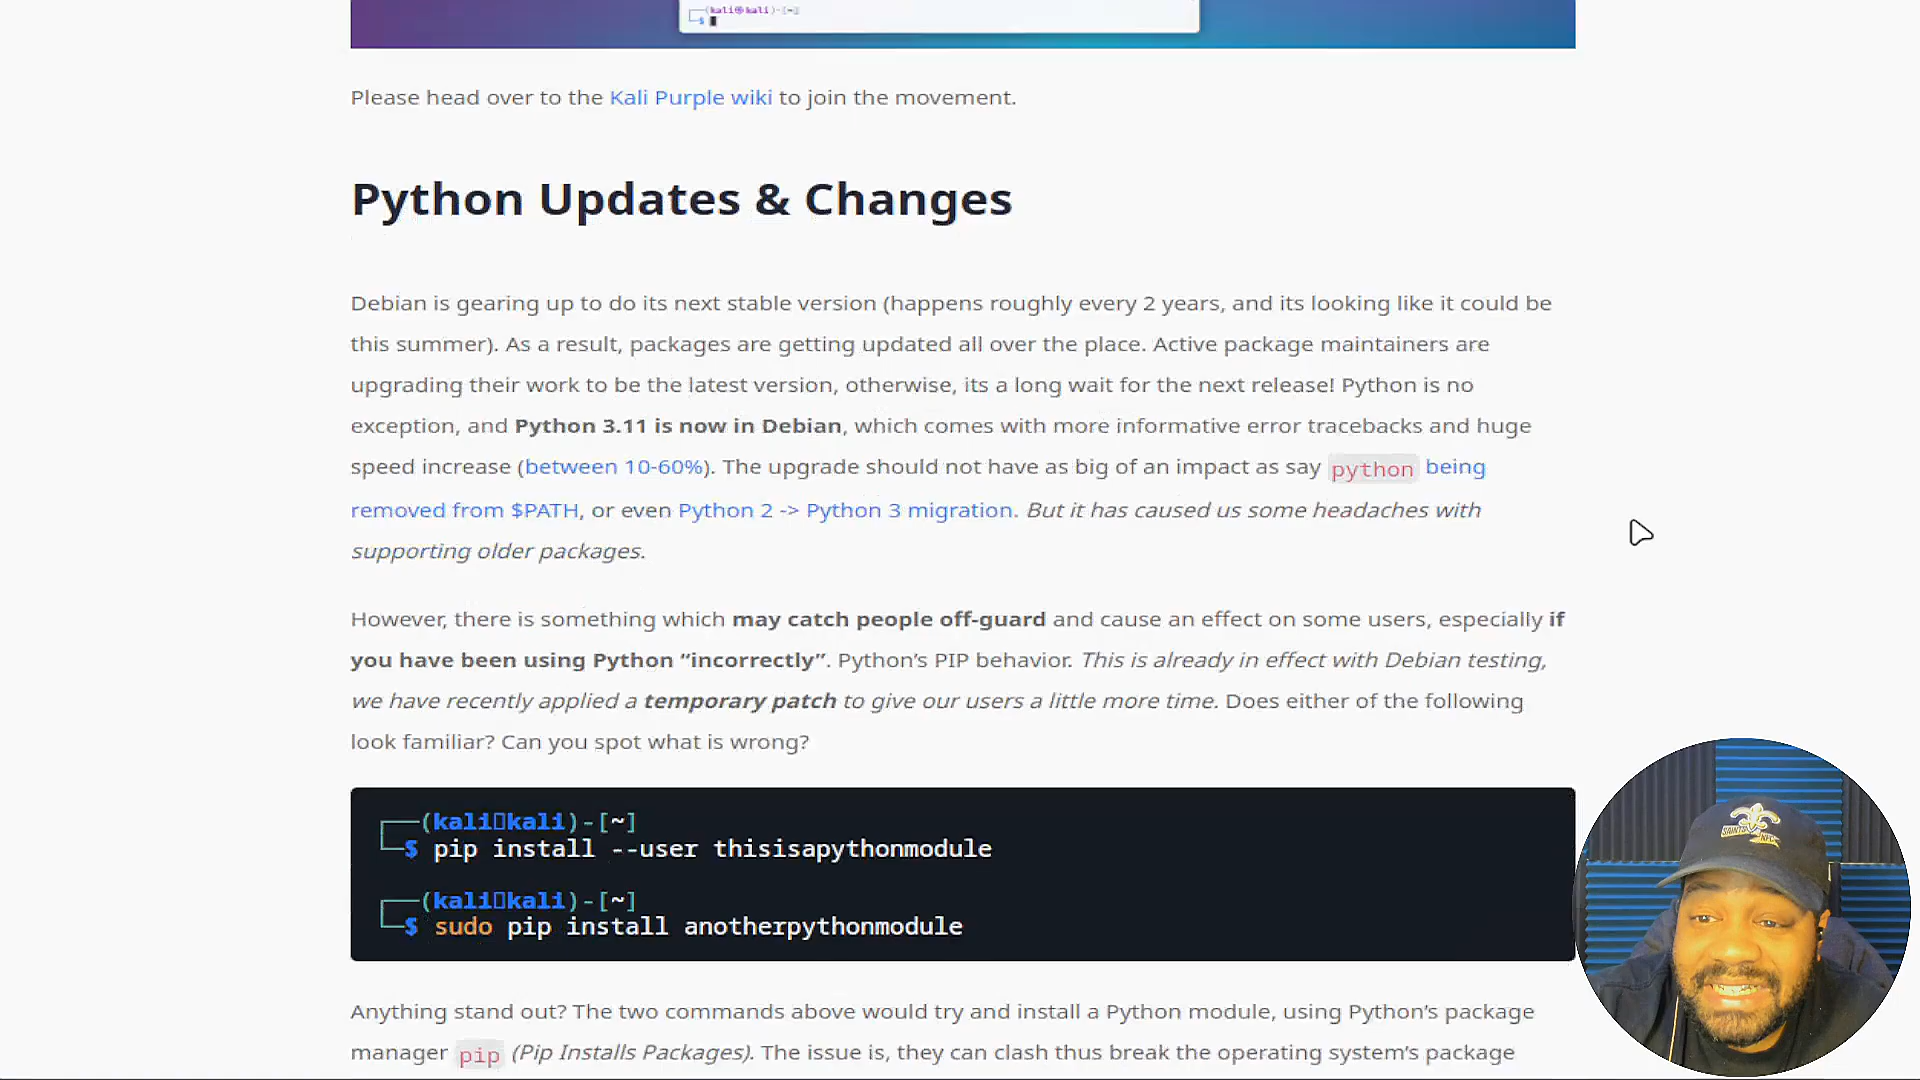 (kali㉿kali)-[~]
$
Please head over to the Kali Purple wiki to join the movement.
Python Updates & Changes
Debian is gearing up to do its next stable version (happens roughly every 2 years, and its looking like it could be
this summer). As a result, packages are getting updated all over the place. Active package maintainers are
upgrading their work to be the latest version, otherwise, its a long wait for the next release! Python is no
exception, and Python 3.11 is now in Debian, which comes with more informative error tracebacks and huge
speed increase (between 10-60%). The upgrade should not have as big of an impact as say python being
removed from $PATH, or even Python 2 -> Python 3 migration. But it has caused us some headaches with
supporting older packages.
However, there is something which may catch people off-guard and cause an effect on some users, especially if
you have been using Python “incorrectly”. Python’s PIP behavior. This is already in effect with Debian testing,
we have recently applied a temporary patch to give our users a little more time. Does either of the following
look familiar? Can you spot what is wrong?
┌──(kali▯kali)-[~]
└─$ pip install --user thisisapythonmodule
┌──(kali▯kali)-[~]
└─$ sudo pip install anotherpythonmodule
Anything stand out? The two commands above would try and install a Python module, using Python’s package
manager pip (Pip Installs Packages). The issue is, they can clash thus break the operating system’s package
SAINTS